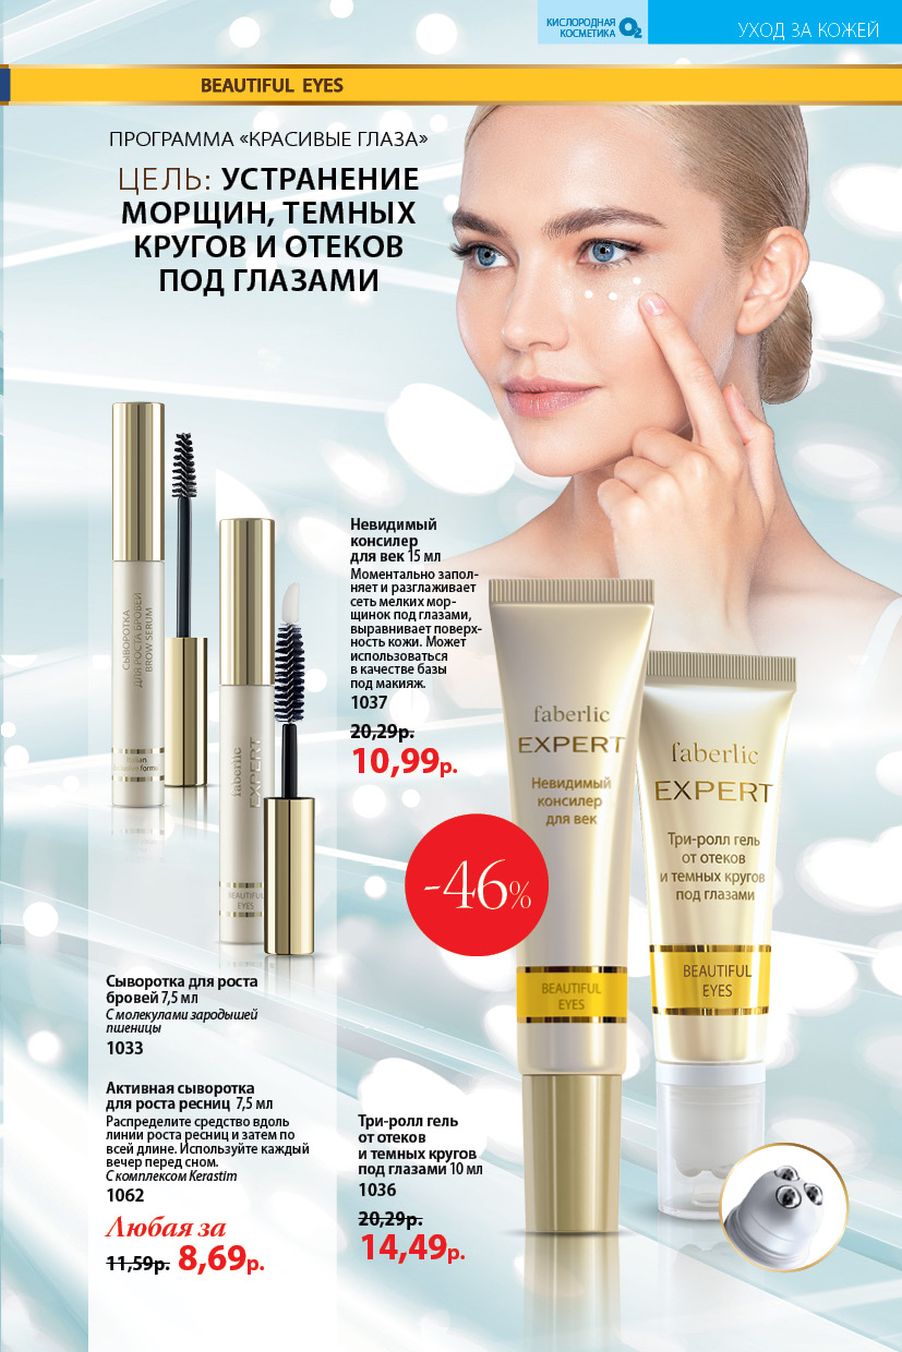 КИСЛОРОДНАЯ
КОСМЕТИКА O2
УХОД ЗА КОЖЕЙ
BEAUTIFUL EYES
ПРОГРАММА «КРАСИВЫЕ ГЛАЗА»
ЦЕЛЬ: УСТРАНЕНИЕ
МОРЩИН, ТЕМНЫХ
КРУГОВ И ОТЕКОВ
ПОД ГЛАЗАМИ
СЫВОРОТКА
ДЛЯ РОСТА БРОВЕЙ
BROW SERUM
Italian
exclusive formula
faberlic
EXPERT
BEAUTIFUL
EYES
Невидимый
консилер
для век 15 мл
Моментально запол-
няет и разглаживает
сеть мелких мор-
щинок под глазами,
выравнивает поверх-
ность кожи. Может
использоваться
в качестве базы
под макияж.
1037
20,29р.
10,99р.
-46%
faberlic
EXPERT
Невидимый
консилер
для век
BEAUTIFUL
EYES
faberlic
EXPERT
Три-ролл гель
от отеков
и темных кругов
под глазами
BEAUTIFUL
EYES
Сыворотка для роста
бровей 7,5 мл
С молекулами зародышей
пшеницы
1033
Активная сыворотка
для роста ресниц 7,5 мл
Распределите средство вдоль
линии роста ресниц и затем по
всей длине. Используйте каждый
вечер перед сном.
С комплексом Kerastim
1062
Любая за
11,59р. 8,69р.
Три-ролл гель
от отеков
и темных кругов
под глазами 10 мл
1036
20,29р.
14,49р.